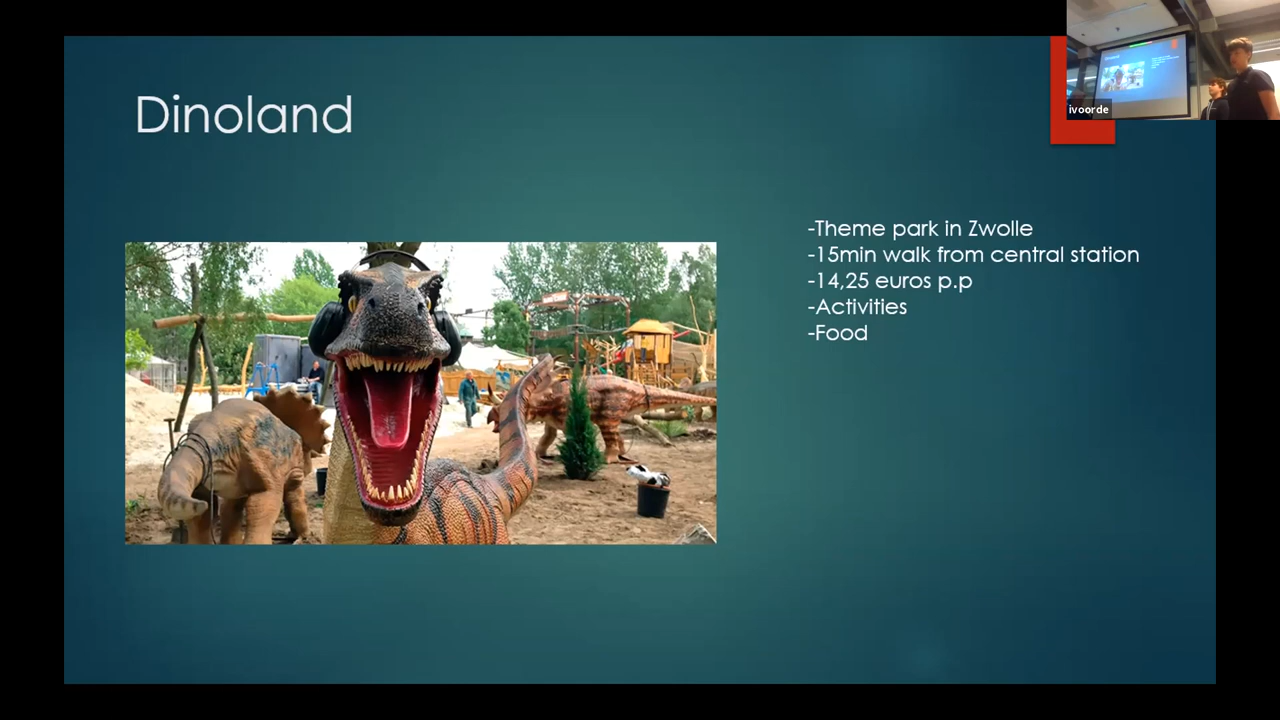 Dinoland
-Theme park in Zwolle
-15min walk from central station
-14,25 euros p.p
-Activities
-Food
ivoorde